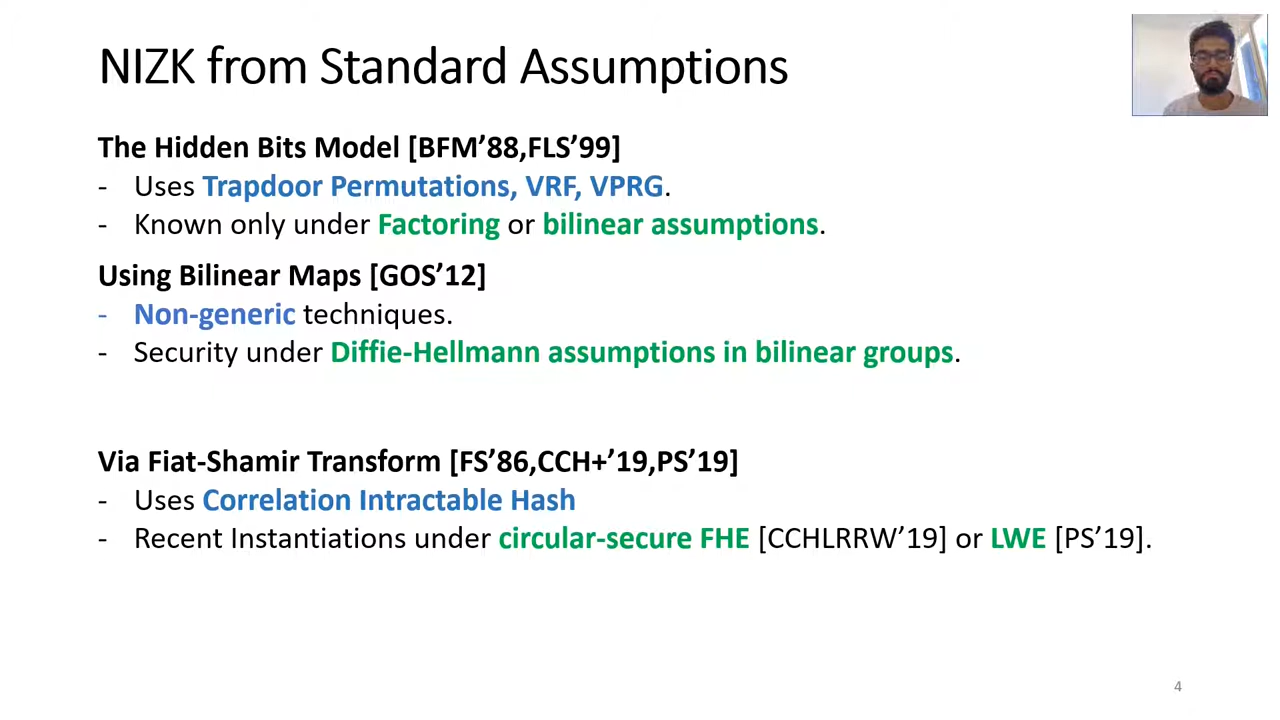 NIZK from Standard Assumptions
The Hidden Bits Model [BFM’88,FLS’99]
- Uses Trapdoor Permutations, VRF, VPRG.
- Known only under Factoring or bilinear assumptions.
Using Bilinear Maps [GOS’12]
- Non-generic techniques.
- Security under Diffie-Hellmann assumptions in bilinear groups.
Via Fiat-Shamir Transform [FS’86,CCH+’19,PS’19]
- Uses Correlation Intractable Hash
- Recent Instantiations under circular-secure FHE [CCHLRRW’19] or LWE [PS’19].
4